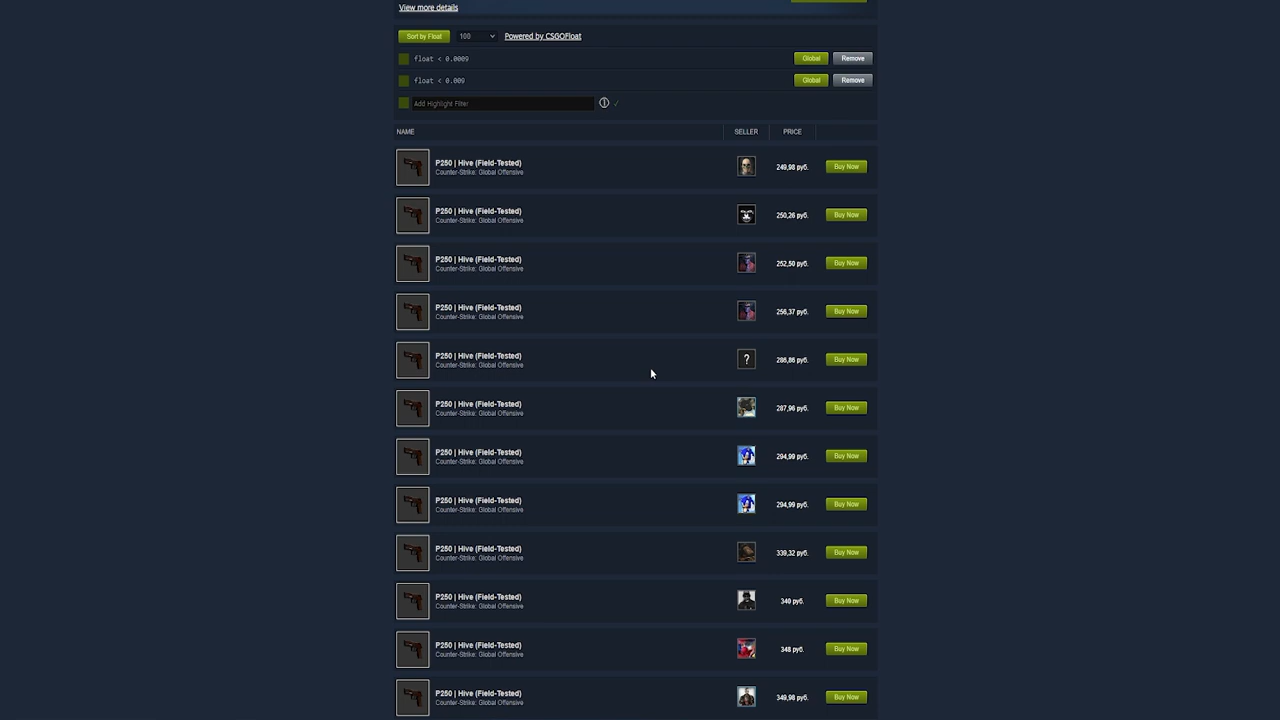 View more details
Sort by Float 100 Powered by CSGOFloat
float < 0.0009 Global Remove
float < 0.009 Global Remove
Add Highlight Filter
NAME SELLER PRICE
P250 | Hive (Field-Tested) 249,98 руб. Buy Now
Counter-Strike: Global Offensive
P250 | Hive (Field-Tested) 250,26 руб. Buy Now
Counter-Strike: Global Offensive
P250 | Hive (Field-Tested) 252,50 руб. Buy Now
Counter-Strike: Global Offensive
P250 | Hive (Field-Tested) 256,37 руб. Buy Now
Counter-Strike: Global Offensive
P250 | Hive (Field-Tested) ? 286,86 руб. Buy Now
Counter-Strike: Global Offensive
P250 | Hive (Field-Tested) 287,96 руб. Buy Now
Counter-Strike: Global Offensive
P250 | Hive (Field-Tested) 294,99 руб. Buy Now
Counter-Strike: Global Offensive
P250 | Hive (Field-Tested) 294,99 руб. Buy Now
Counter-Strike: Global Offensive
P250 | Hive (Field-Tested) 339,32 руб. Buy Now
Counter-Strike: Global Offensive
P250 | Hive (Field-Tested) 340 руб. Buy Now
Counter-Strike: Global Offensive
P250 | Hive (Field-Tested) 348 руб. Buy Now
Counter-Strike: Global Offensive
P250 | Hive (Field-Tested) 349,98 руб. Buy Now
Counter-Strike: Global Offensive